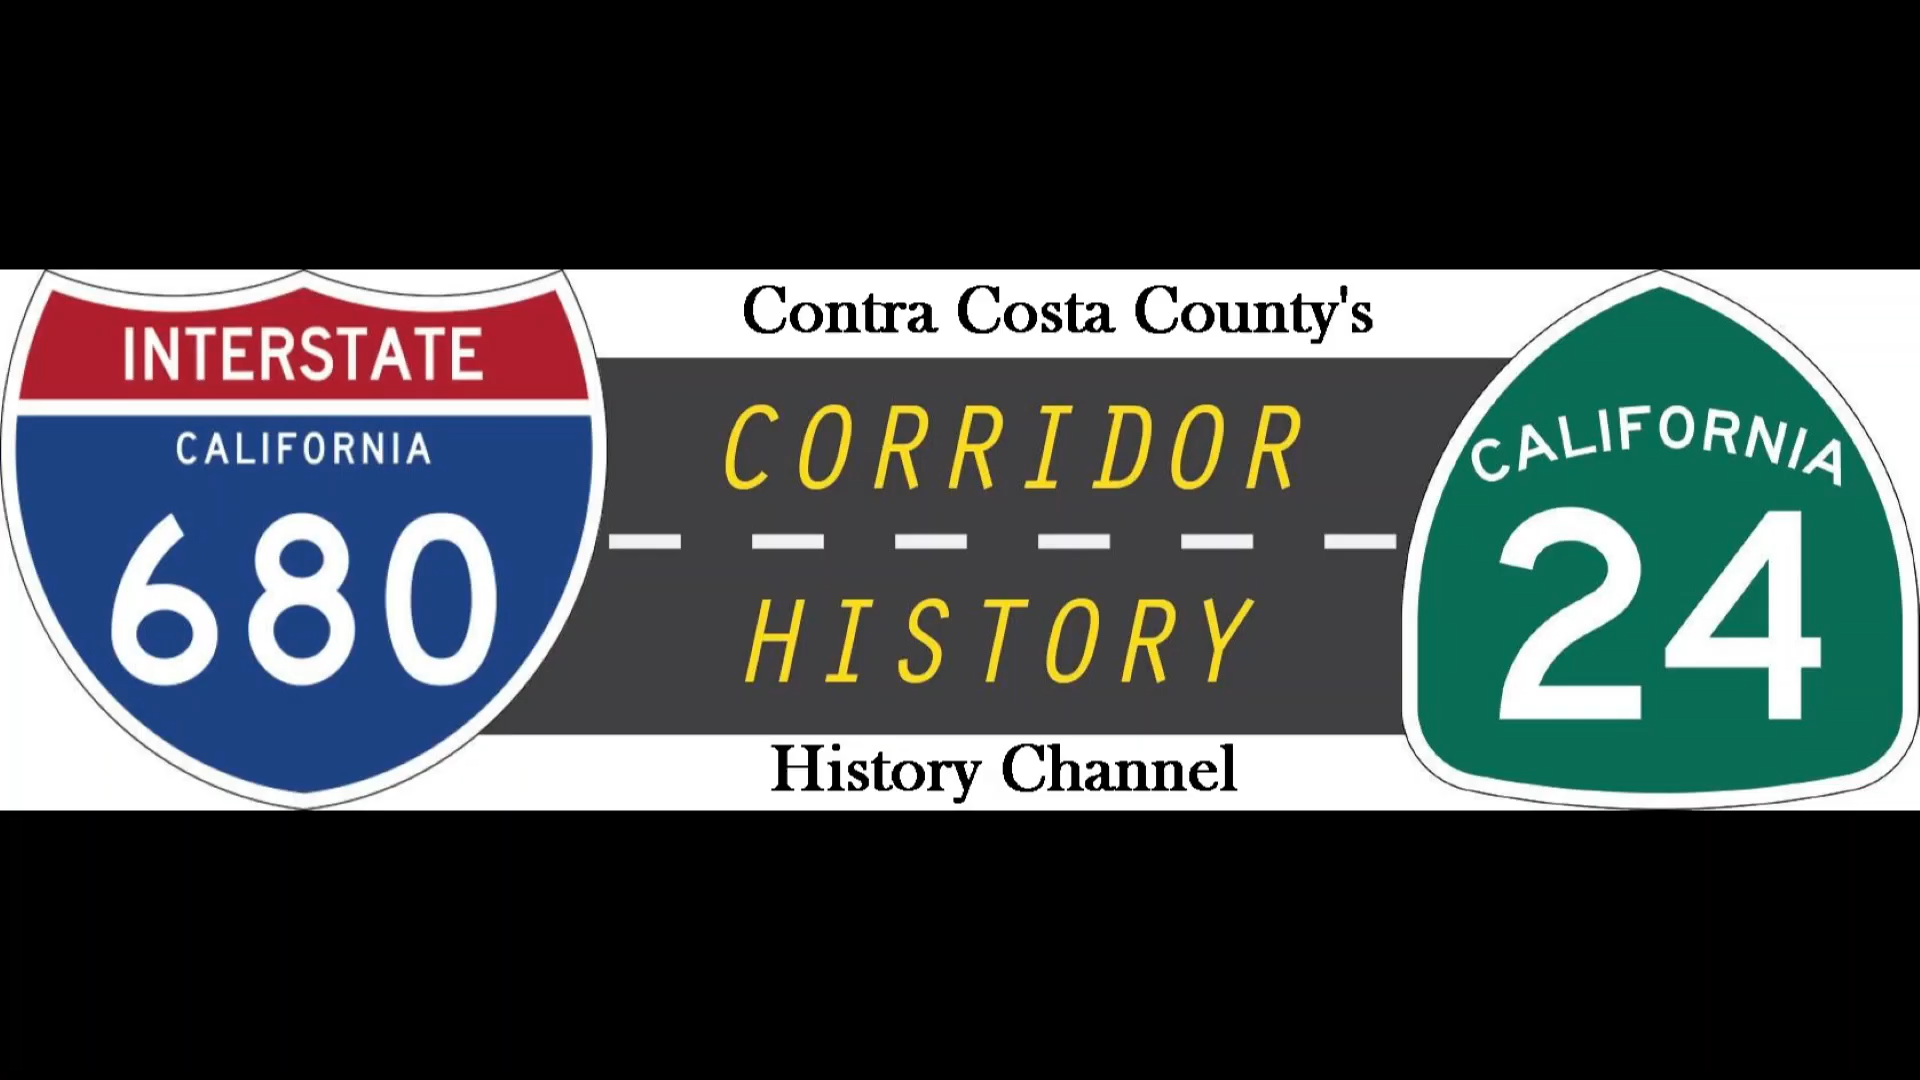 INTERSTATE
CALIFORNIA
680
Contra Costa County's
CORRIDOR
HISTORY
History Channel
CALIFORNIA
24